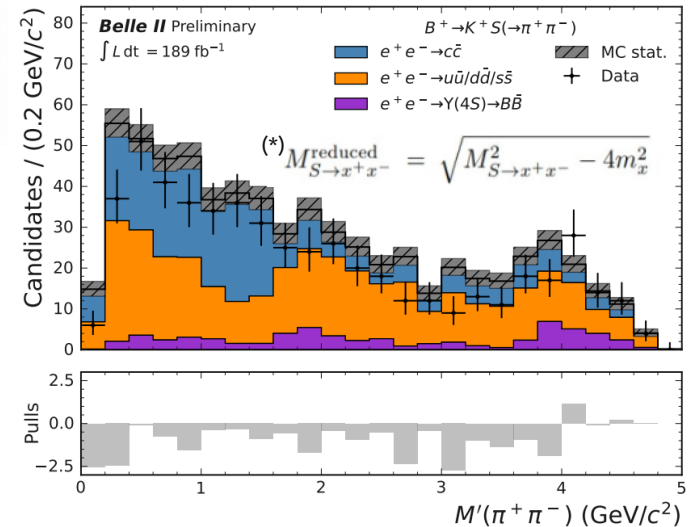 Belle II Preliminary
∫ L dt = 189 fb⁻¹
B⁺→K⁺S(→π⁺π⁻)
e⁺e⁻→cc̄
e⁺e⁻→uū/dd̄/ss̄
e⁺e⁻→Υ(4S)→BB̄
MC stat.
Data
(*) M^reduced_{S→x⁺x⁻} = √(M²_{S→x⁺x⁻} − 4m²_x)
Candidates / (0.2 GeV/c²)
80
70
60
50
40
30
20
10
0
Pulls
2.5
0.0
−2.5
0 1 2 3 4 5
M′(π⁺π⁻) (GeV/c²)